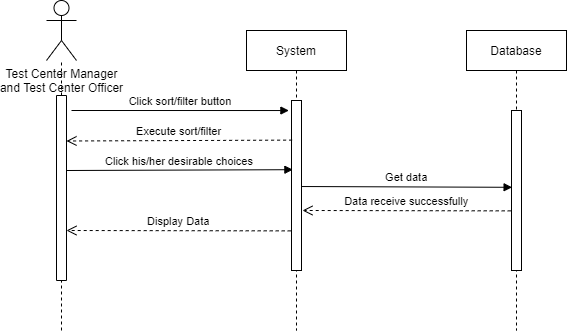 System
Database
Test Center Manager
and Test Center Officer
Click sort/filter button
Execute sort/filter
Click his/her desirable choices
Get data
Data receive successfully
Display Data